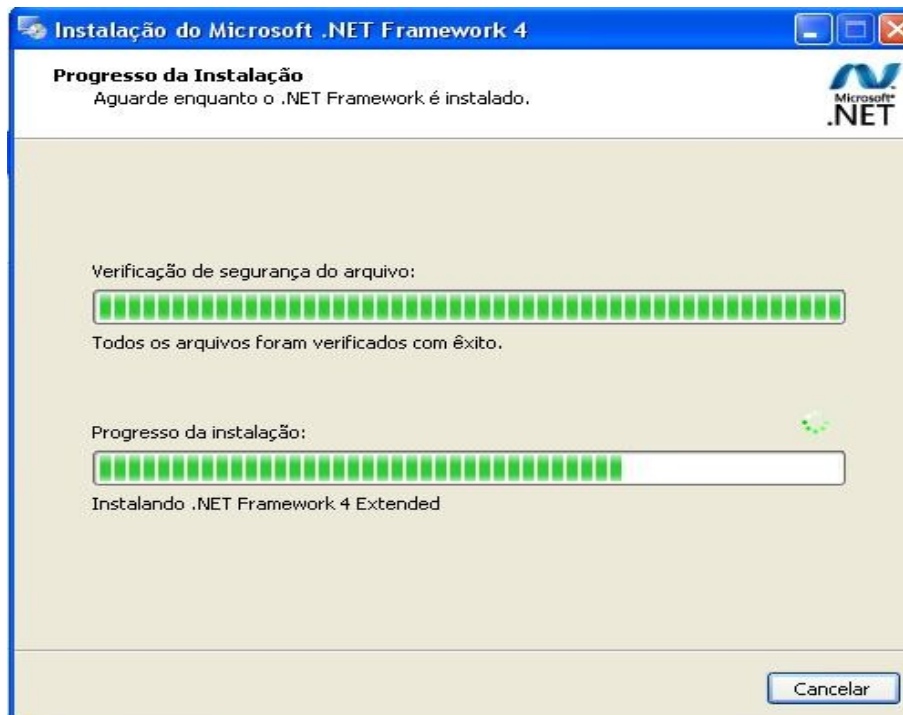 Instalação do Microsoft .NET Framework 4
Progresso da Instalação
Aguarde enquanto o .NET Framework é instalado.
Microsoft
.NET
Verificação de segurança do arquivo:
Todos os arquivos foram verificados com êxito.
Progresso da instalação:
Instalando .NET Framework 4 Extended
Cancelar